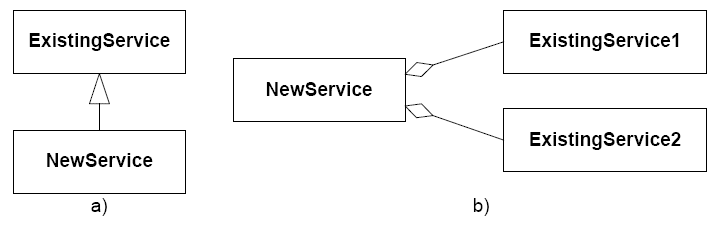 ExistingService
NewService
a)
NewService
ExistingService1
ExistingService2
b)